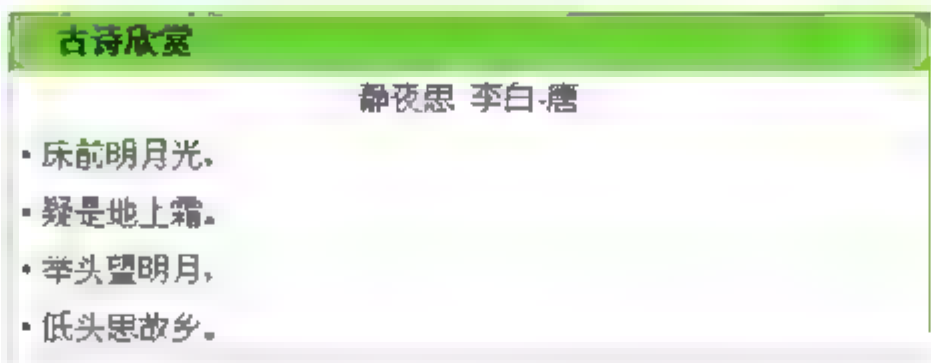 古诗欣赏
静夜思 李白·唐
▪ 床前明月光,
▪ 疑是地上霜。
▪ 举头望明月,
▪ 低头思故乡。